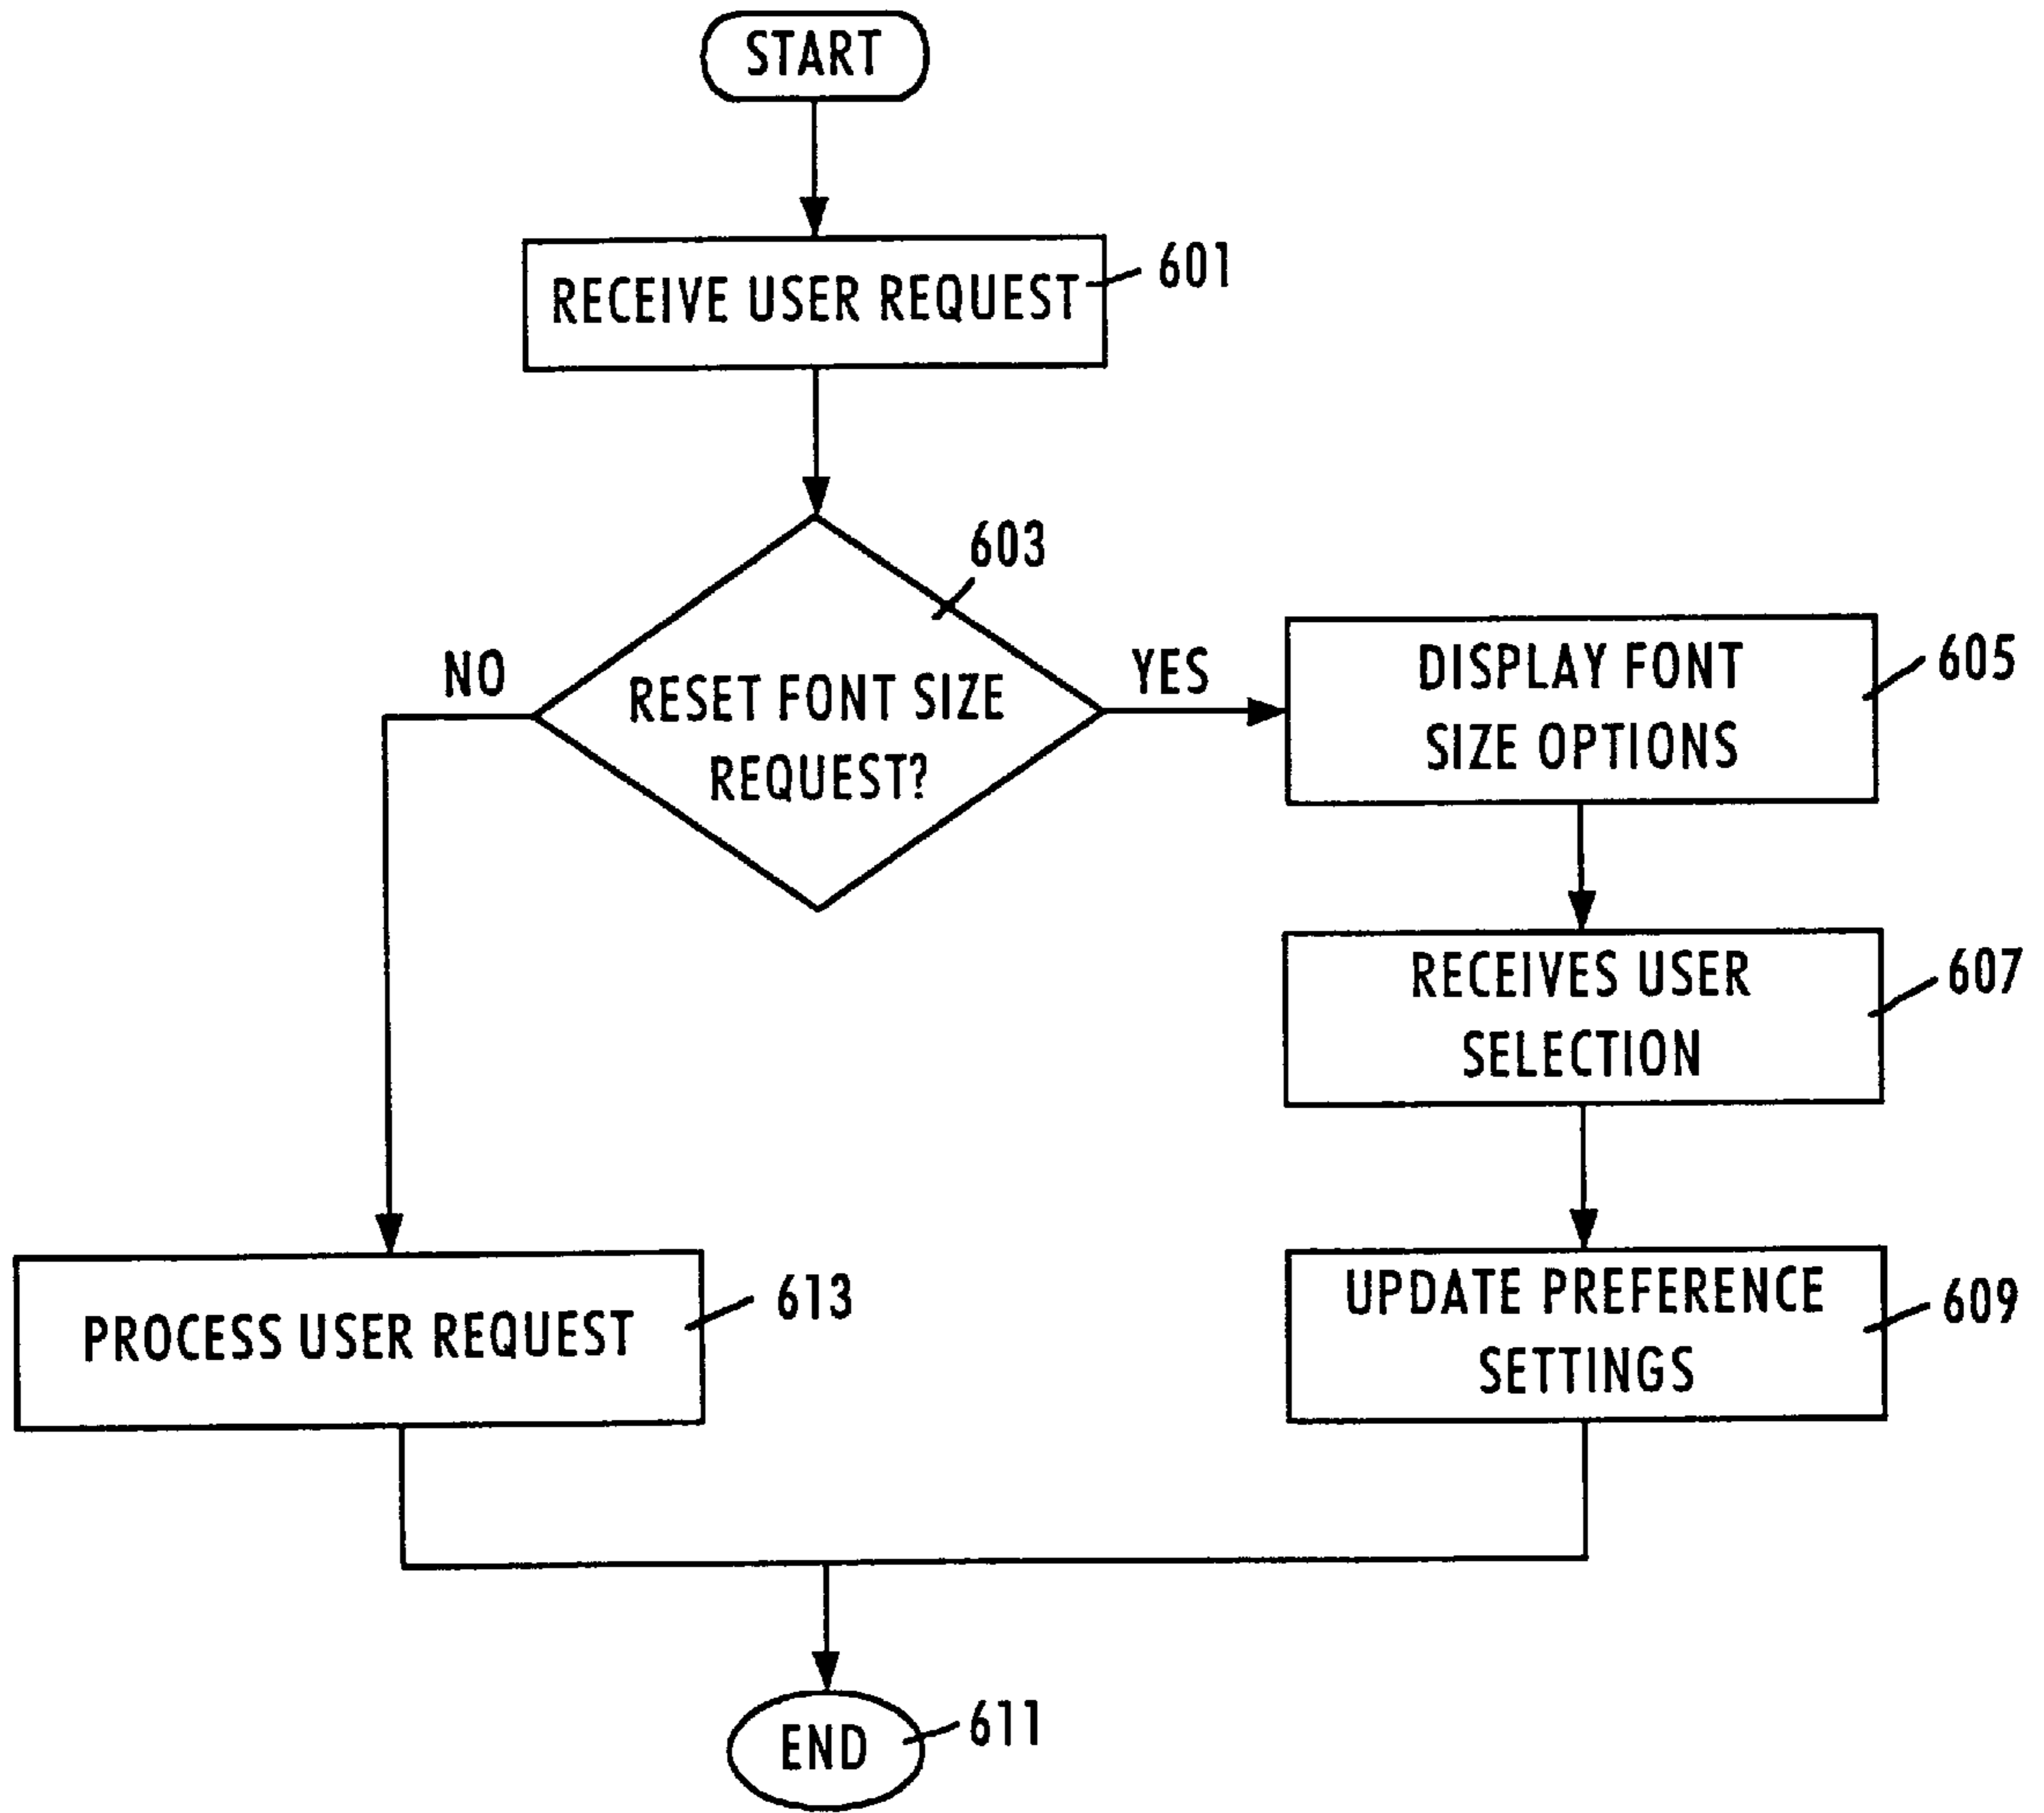 START
RECEIVE USER REQUEST
601
603
RESET FONT SIZE
REQUEST?
NO
YES
DISPLAY FONT
SIZE OPTIONS
605
RECEIVES USER
SELECTION
607
UPDATE PREFERENCE
SETTINGS
609
PROCESS USER REQUEST
613
END
611